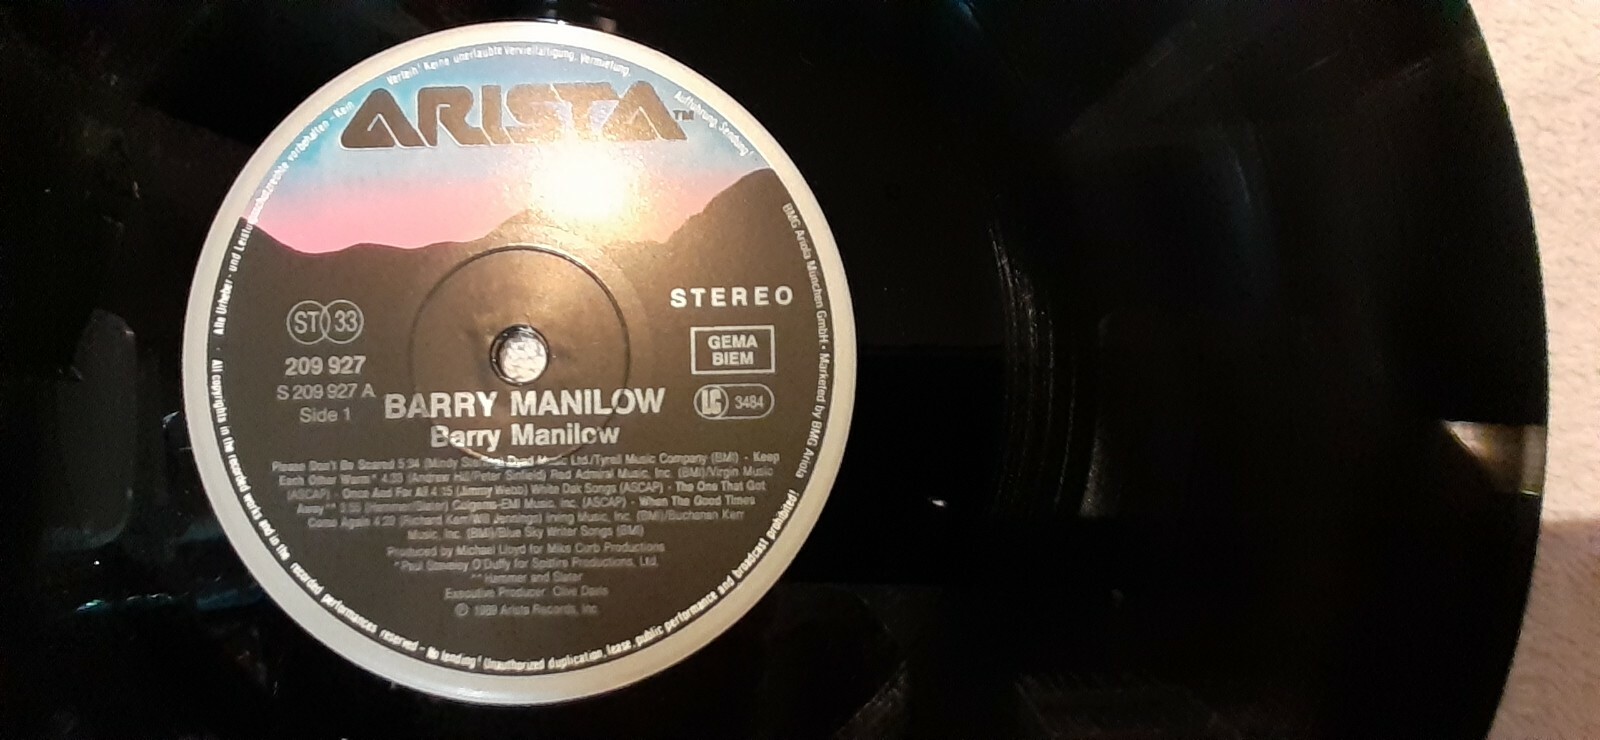 ARISTA™
STEREO
ST 33
GEMA
BIEM
LC 3484
209 927
S 209 927 A
Side 1
BARRY MANILOW
Barry Manilow
Please Don't Be Scared 5:34 (Mindy Music Ltd./Tyrell Music Company (BMI) - Keep
Each Other Warm* 4:33 (Andrew Hill/Peter Sinfield) Red Admiral Music, Inc. (BMI)/Virgin Music
(ASCAP) - Once And For All 4:15 (Jimmy Webb) White Oak Songs (ASCAP) - The One That Got
Away** (Hammer/Slater) Colgems-EMI Music, Inc. (ASCAP) - When The Good Times
Come Again 4:20 (Richard Kerr/Will Jennings) Irving Music, Inc. (BMI)/Buchanan Kerr
Music, Inc. (BMI)/Blue Sky Writer Songs (BMI)
Produced by Michael Lloyd for Mike Curb Productions
*Paul Staveley O'Duffy for Spitfire Productions, Ltd.
**Hammer and Slater
Executive Producer: Clive Davis
Ⓟ 1989 Arista Records, Inc
Alle Urheber- und Leistungsschutzrechte vorbehalten - Kein Verleih! Keine unerlaubte Vervielfältigung, Vermietung, Aufführung, Sendung!
BMG Ariola München GmbH · Marketed by BMG Ariola
All copyrights in the recorded works and in the recorded performances reserved - No lending! Unauthorized duplication, lease, public performance and broadcast prohibited!